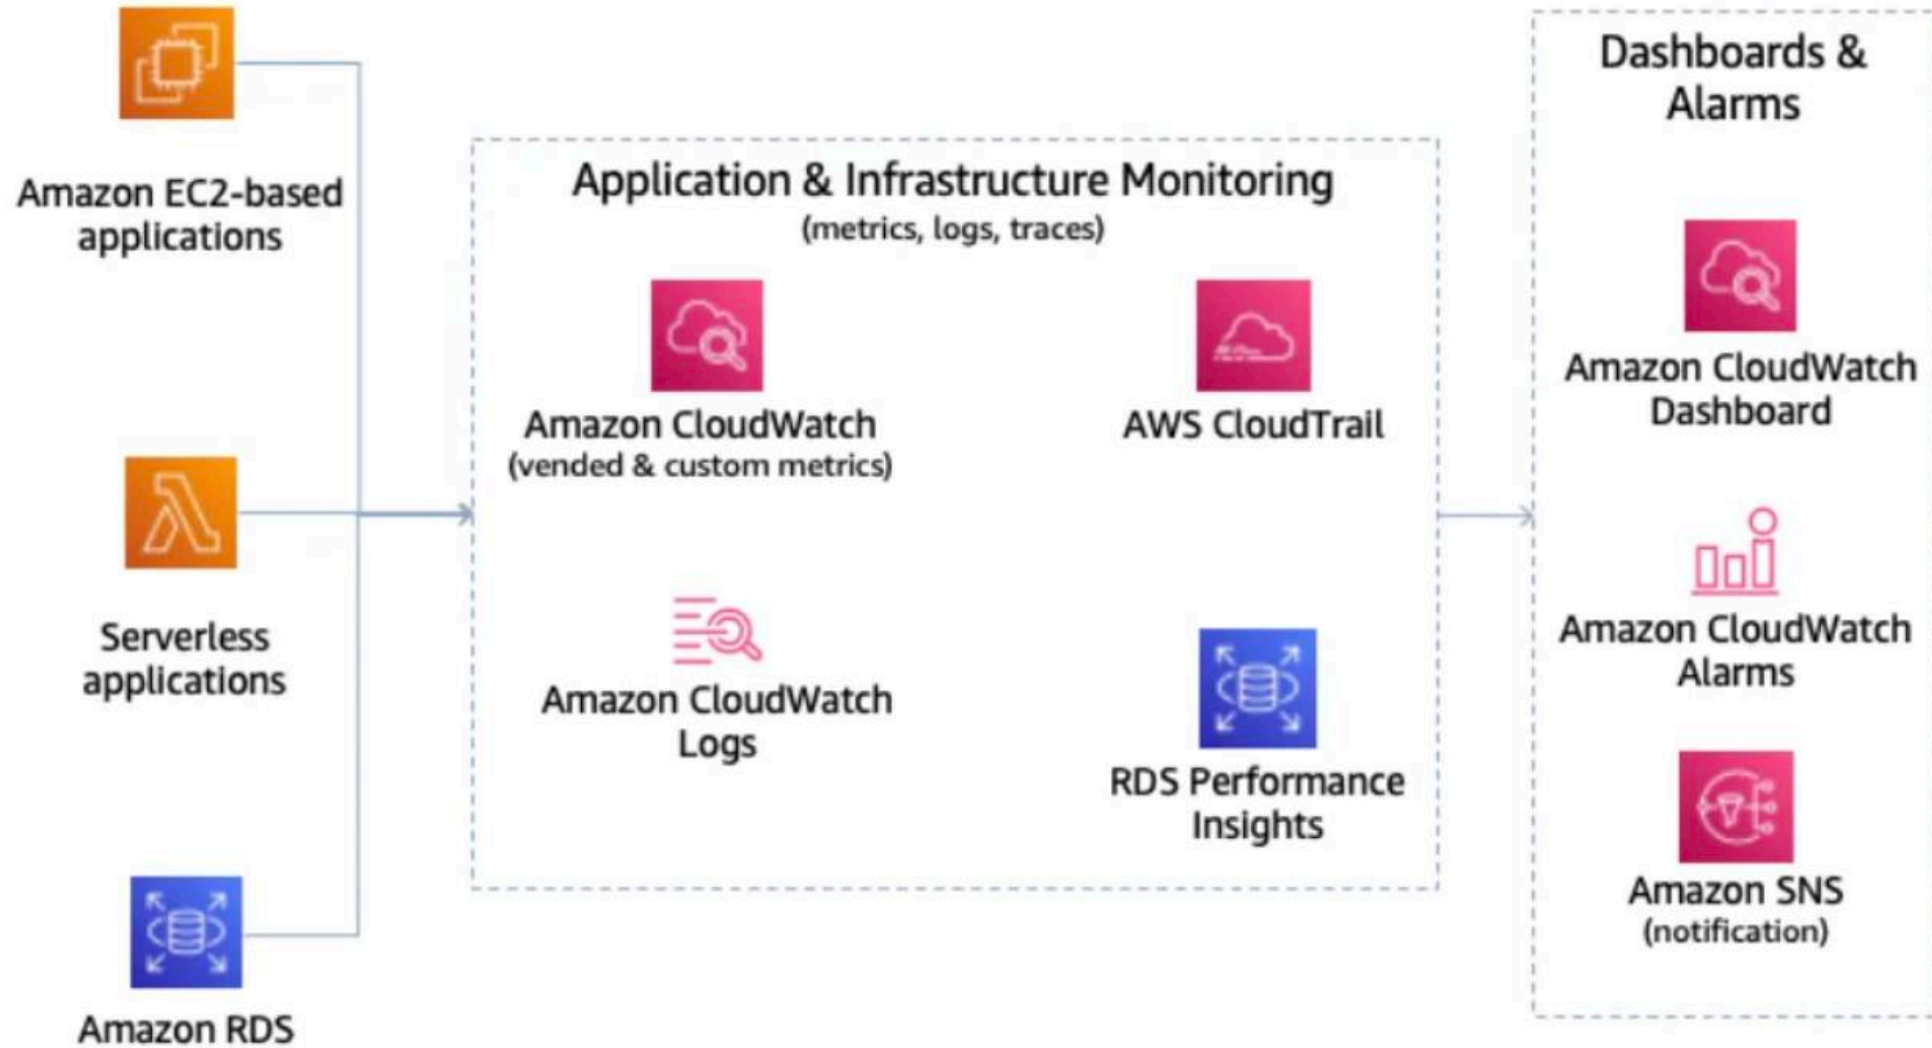 Amazon EC2-based
applications
Serverless
applications
Amazon RDS
Application & Infrastructure Monitoring
(metrics, logs, traces)
Amazon CloudWatch
(vended & custom metrics)
AWS CloudTrail
Amazon CloudWatch
Logs
RDS Performance
Insights
Dashboards &
Alarms
Amazon CloudWatch
Dashboard
Amazon CloudWatch
Alarms
Amazon SNS
(notification)